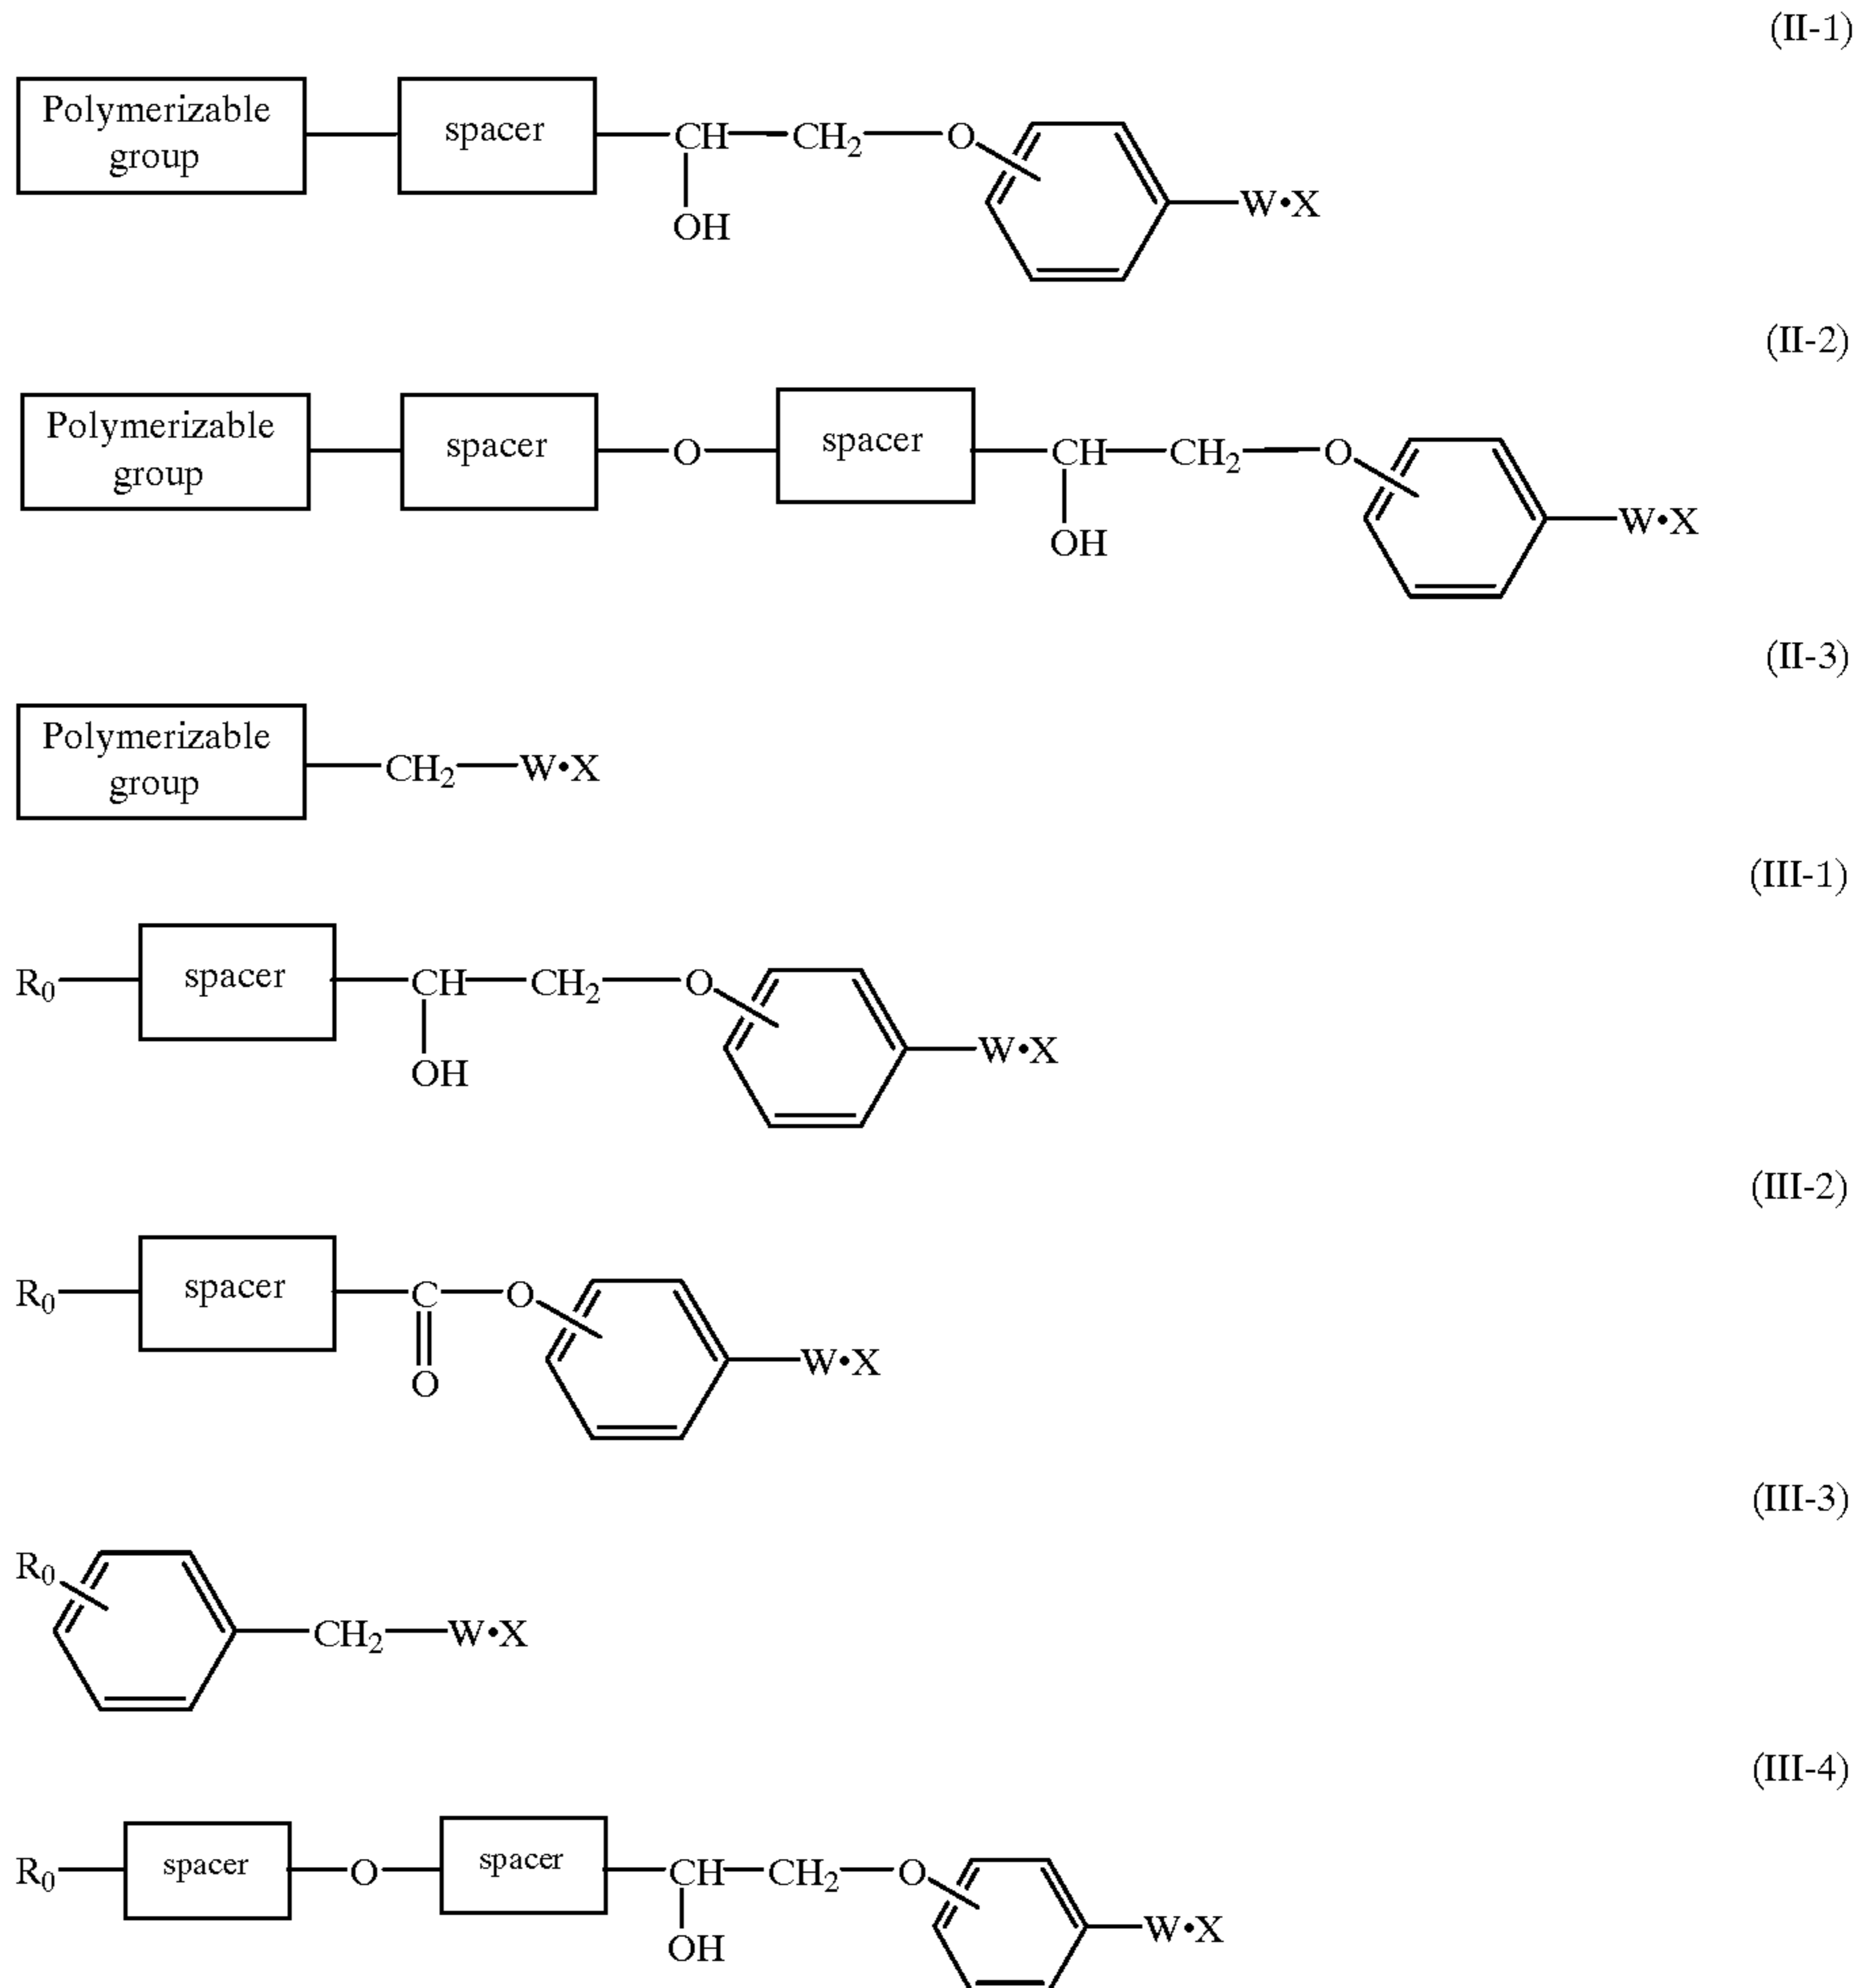 (II-1)
Polymerizable
group
spacer
CH
CH₂
O
W•X
OH
(II-2)
Polymerizable
group
spacer
O
spacer
CH
CH₂
O
W•X
OH
(II-3)
Polymerizable
group
CH₂
W•X
(III-1)
R₀
spacer
CH
CH₂
O
W•X
OH
(III-2)
R₀
spacer
C
O
W•X
O
(III-3)
R₀
CH₂
W•X
(III-4)
R₀
spacer
O
spacer
CH
CH₂
O
W•X
OH